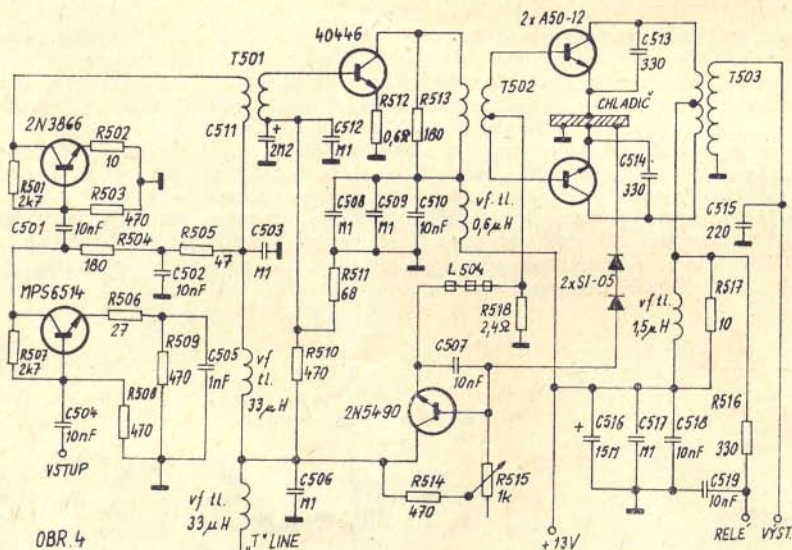 2x A50-12
40446
T501
C513
330
T502
T503
R512
0,6Ω
R513
180
CHLADIČ
C511
2N3866
R502
10
+
2M2
C512
M1
R501
2k7
R503
470
C514
330
C501
10nF
C508
M1
C509
M1
C510
10nF
vf. tl.
0,6μH
R504
180
R505
47
C503
M1
C515
220
C502
10nF
R511
68
L504
2xSI-05
MPS6514
R506
27
R518
2,4Ω
vf tl.
1,5μH
R517
10
R507
2k7
R509
470
C505
1nF
vf
tl.
33μH
R510
470
C507
10nF
2N5490
R508
470
C504
10nF
VSTUP
R516
330
+
C516
15M
C517
M1
C518
10nF
C506
M1
R514
470
R515
1k
C519
10nF
vf tl.
33μH
OBR.4
„T" LINE
+13V
RELÉ
VÝST.